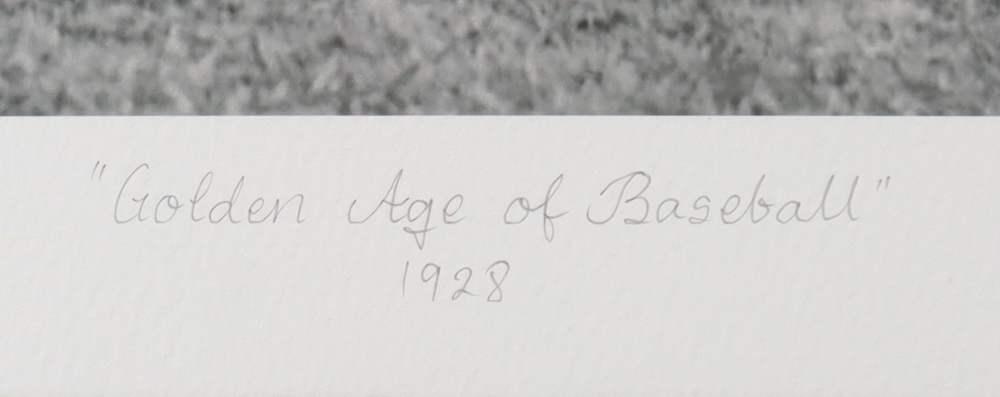 "Golden Age of Baseball"
1928